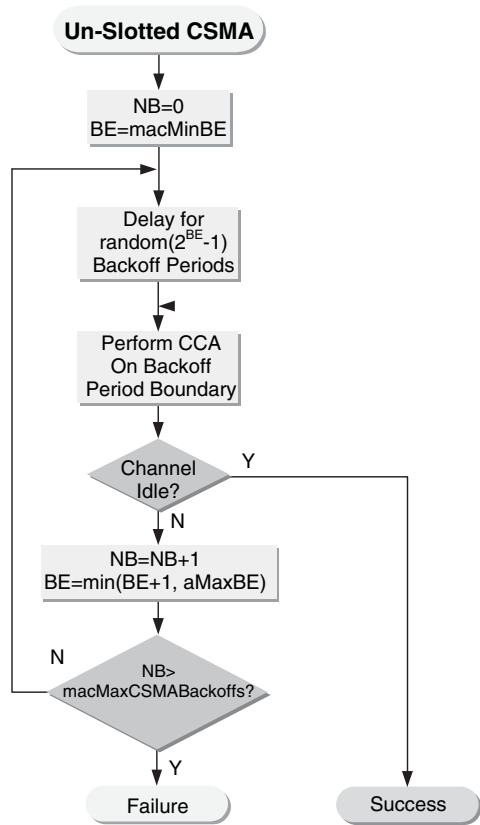 Un-Slotted CSMA
NB=0
BE=macMinBE
Delay for
random(2^BE-1)
Backoff Periods
Perform CCA
On Backoff
Period Boundary
Channel
Idle?
Y
N
NB=NB+1
BE=min(BE+1, aMaxBE)
N
NB>
macMaxCSMABackoffs?
Y
Failure
Success